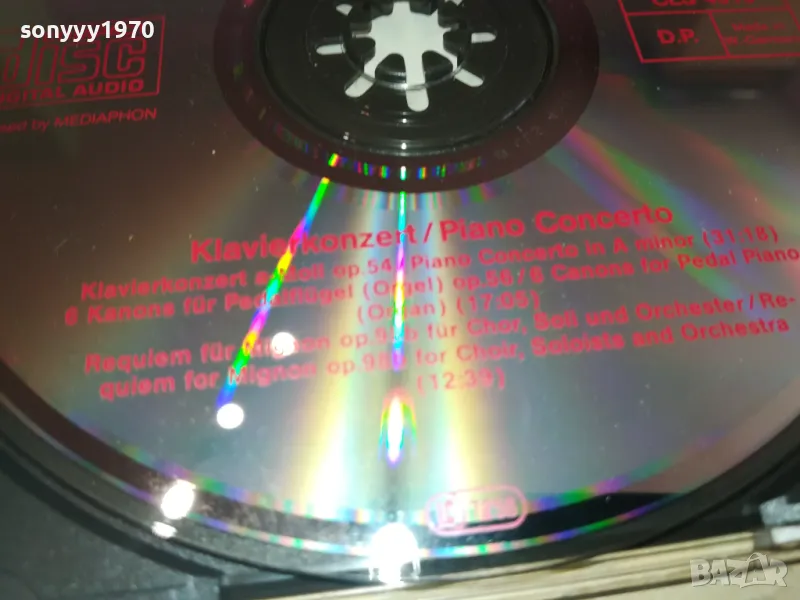 sonyyy1970
disc
DIGITAL AUDIO
by MEDIAPHON
D.P.
Klavierkonzert / Piano Concerto
Klavierkonzert a-moll op.54 / Piano Concerto in A minor (31:18)
6 Kanons für Pedalflügel (Orgel) op.56 / 6 Canons for Pedal Piano
(Organ) (17:05)
Requiem für Mignon op.98b für Chor, Soli und Orchester / Re-
quiem for Mignon op.98b for Choir, Soloists and Orchestra
(12:39)
BAZAR